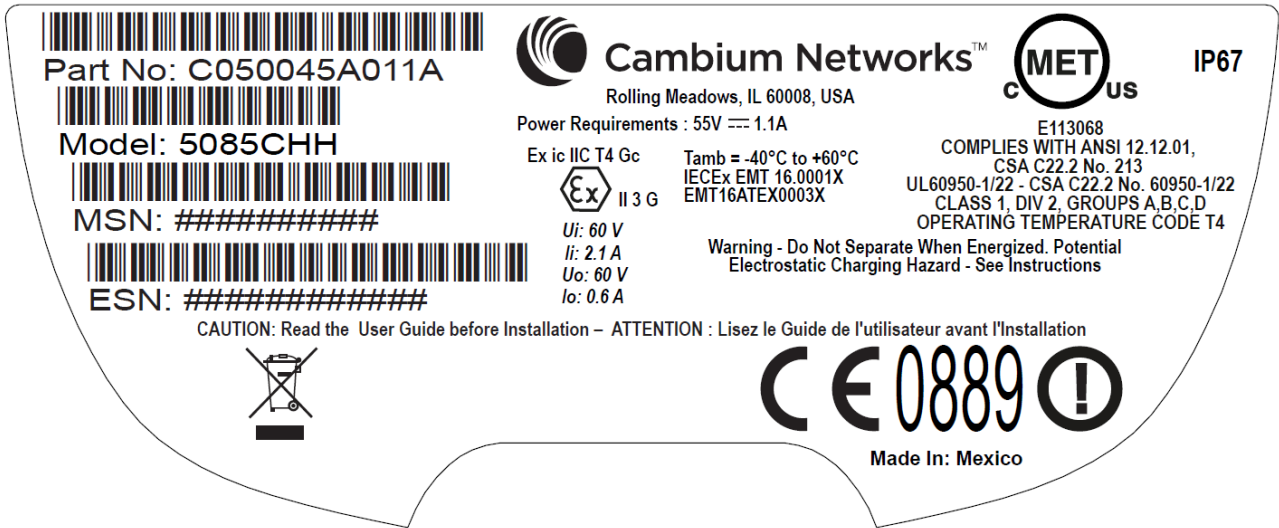 Part No: C050045A011A
Model: 5085CHH
MSN: ##########
ESN: ############
Cambium Networks™
Rolling Meadows, IL 60008, USA
Power Requirements : 55V ⎓ 1.1A
Ex ic IIC T4 Gc
Ex II 3 G
Ui: 60 V
Ii: 2.1 A
Uo: 60 V
Io: 0.6 A
Tamb = -40°C to +60°C
IECEx EMT 16.0001X
EMT16ATEX0003X
C MET US
IP67
E113068
COMPLIES WITH ANSI 12.12.01,
CSA C22.2 No. 213
UL60950-1/22 - CSA C22.2 No. 60950-1/22
CLASS 1, DIV 2, GROUPS A,B,C,D
OPERATING TEMPERATURE CODE T4
Warning - Do Not Separate When Energized. Potential
Electrostatic Charging Hazard - See Instructions
CAUTION: Read the User Guide before Installation – ATTENTION : Lisez le Guide de l'utilisateur avant l'Installation
CE 0889 !
Made In: Mexico